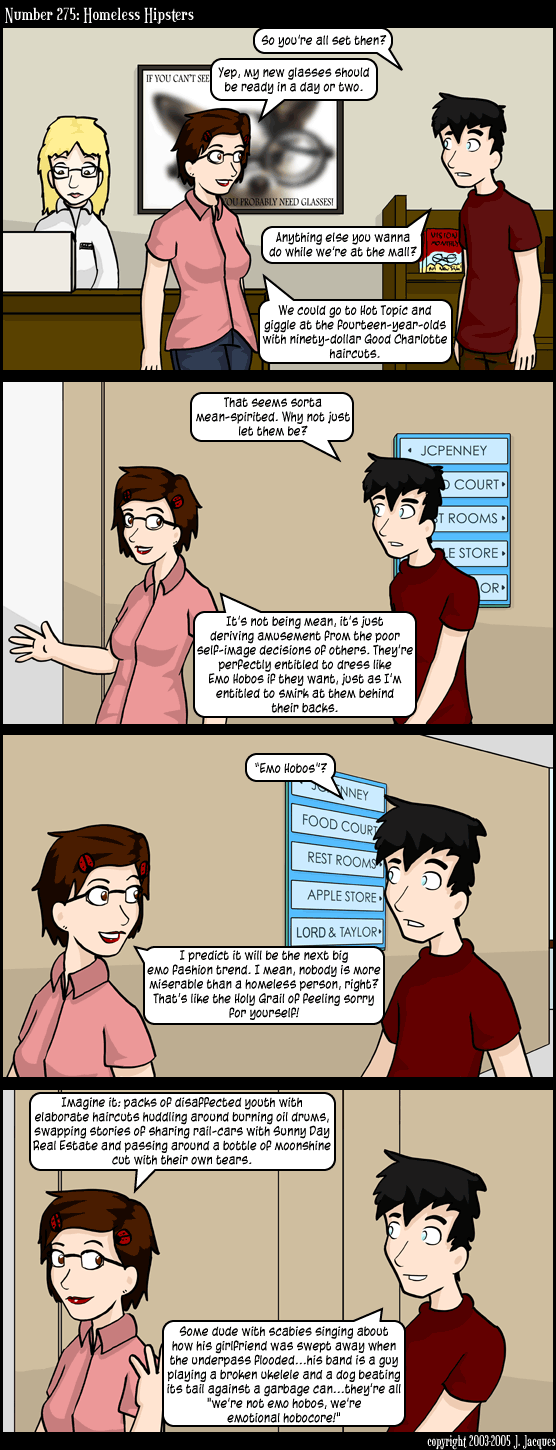 Number 275: Homeless Hipsters
So you're all set then?
Yep, my new glasses should
be ready in a day or two.
IF YOU CAN'T SEE
YOU PROBABLY NEED GLASSES!
Anything else you wanna
do while we're at the mall?
VISION
MONTHLY
We could go to Hot Topic and
giggle at the fourteen-year-olds
with ninety-dollar Good Charlotte
haircuts.
That seems sorta
mean-spirited. Why not just
let them be?
JCPENNEY
D COURT
T ROOMS
LE STORE
OR
It's not being mean, it's just
deriving amusement from the poor
self-image decisions of others. They're
perfectly entitled to dress like
Emo Hobos if they want, just as I'm
entitled to smirk at them behind
their backs.
"Emo Hobos"?
JC NNEY
FOOD COURT
REST ROOMS
APPLE STORE
LORD & TAYLOR
I predict it will be the next big
emo fashion trend. I mean, nobody is more
miserable than a homeless person, right?
That's like the Holy Grail of feeling sorry
for yourself!
Imagine it: packs of disaffected youth with
elaborate haircuts huddling around burning oil drums,
swapping stories of sharing rail-cars with Sunny Day
Real Estate and passing around a bottle of moonshine
cut with their own tears.
Some dude with scabies singing about
how his girlfriend was swept away when
the underpass flooded...his band is a guy
playing a broken ukelele and a dog beating
its tail against a garbage can...they're all
"we're not emo hobos, we're
emotional hobocore!"
copyright 2003-2005 J. Jacques